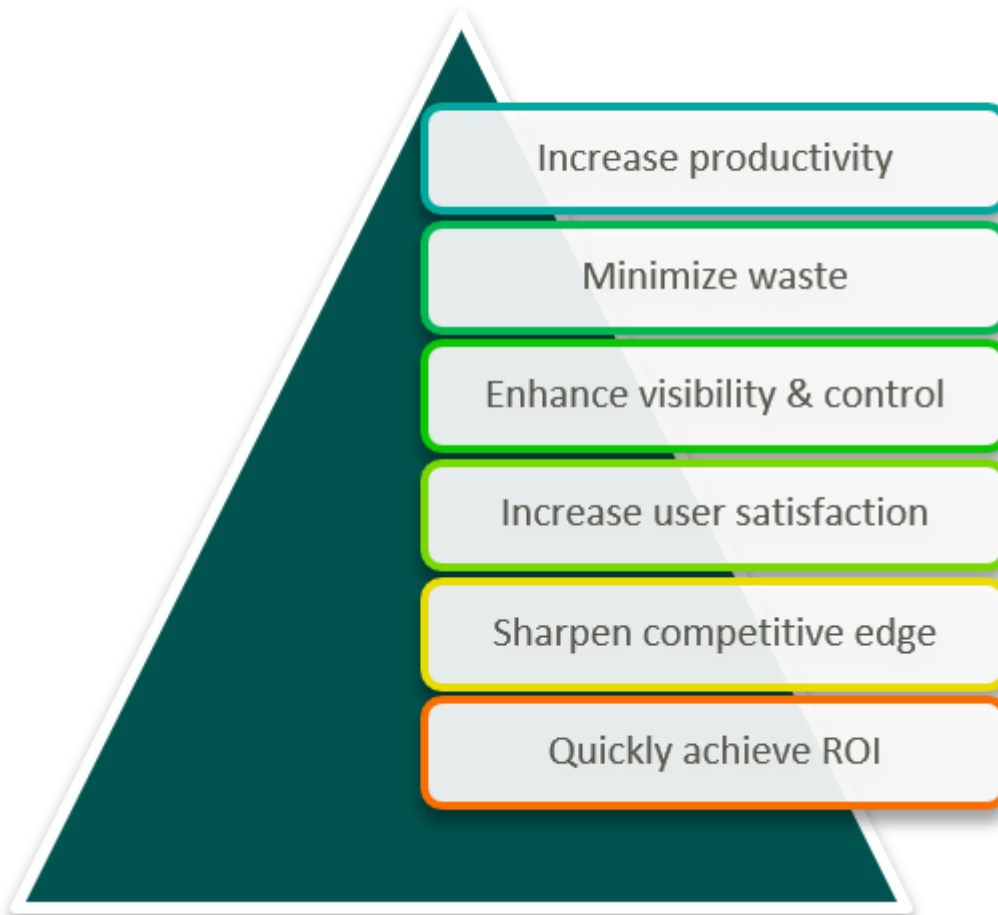 Increase productivity
Minimize waste
Enhance visibility & control
Increase user satisfaction
Sharpen competitive edge
Quickly achieve ROI